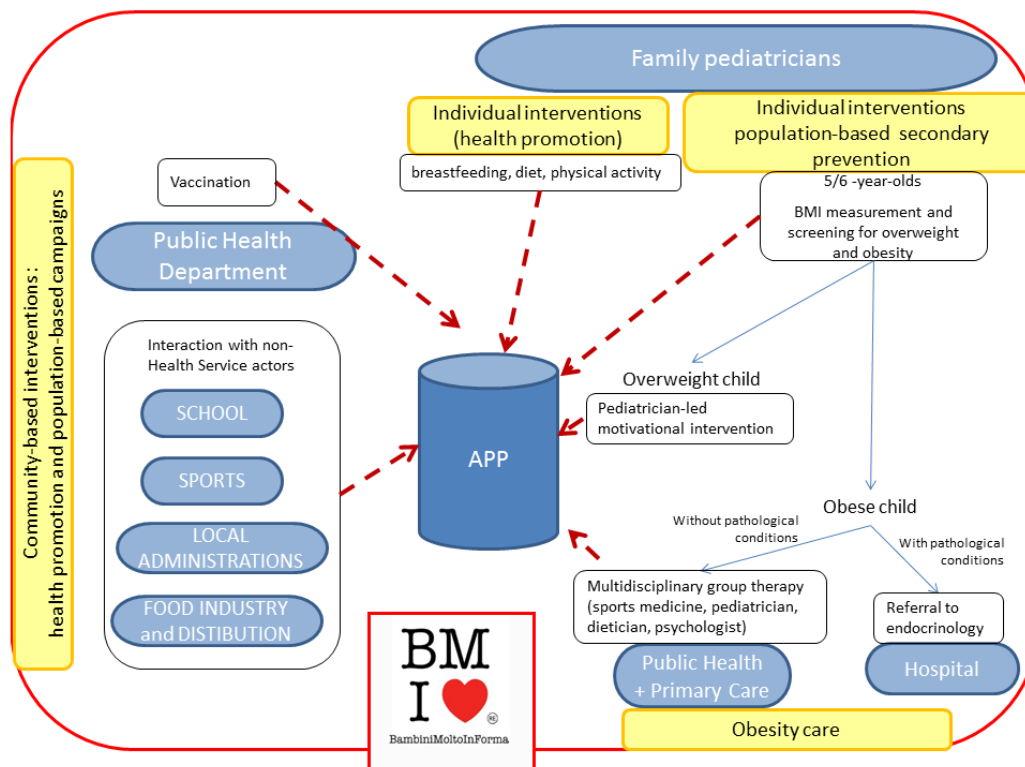 Family pediatricians
Individual interventions
(health promotion)
breastfeeding, diet, physical activity
Individual interventions
population-based secondary
prevention
5/6 -year-olds
BMI measurement and
screening for overweight
and obesity
Community-based interventions :
health promotion and population-based campaigns
Vaccination
Public Health
Department
Interaction with non-
Health Service actors
SCHOOL
SPORTS
LOCAL
ADMINISTRATIONS
FOOD INDUSTRY
and DISTIBUTION
APP
Overweight child
Pediatrician-led
motivational intervention
Obese child
Without pathological
conditions
With pathological
conditions
Multidisciplinary group therapy
(sports medicine, pediatrician,
dietician, psychologist)
Referral to
endocrinology
Public Health
+ Primary Care
Hospital
Obesity care
BM
I
RE
BambiniMoltoInForma